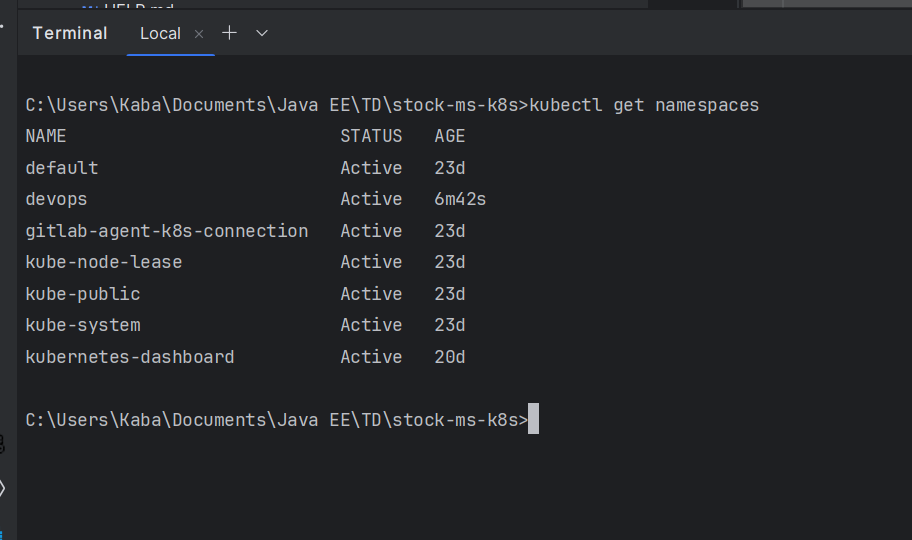 HELP.md
Terminal Local × + 
C:\Users\Kaba\Documents\Java EE\TD\stock-ms-k8s>kubectl get namespaces
NAME STATUS AGE
default Active 23d
devops Active 6m42s
gitlab-agent-k8s-connection Active 23d
kube-node-lease Active 23d
kube-public Active 23d
kube-system Active 23d
kubernetes-dashboard Active 20d
C:\Users\Kaba\Documents\Java EE\TD\stock-ms-k8s>